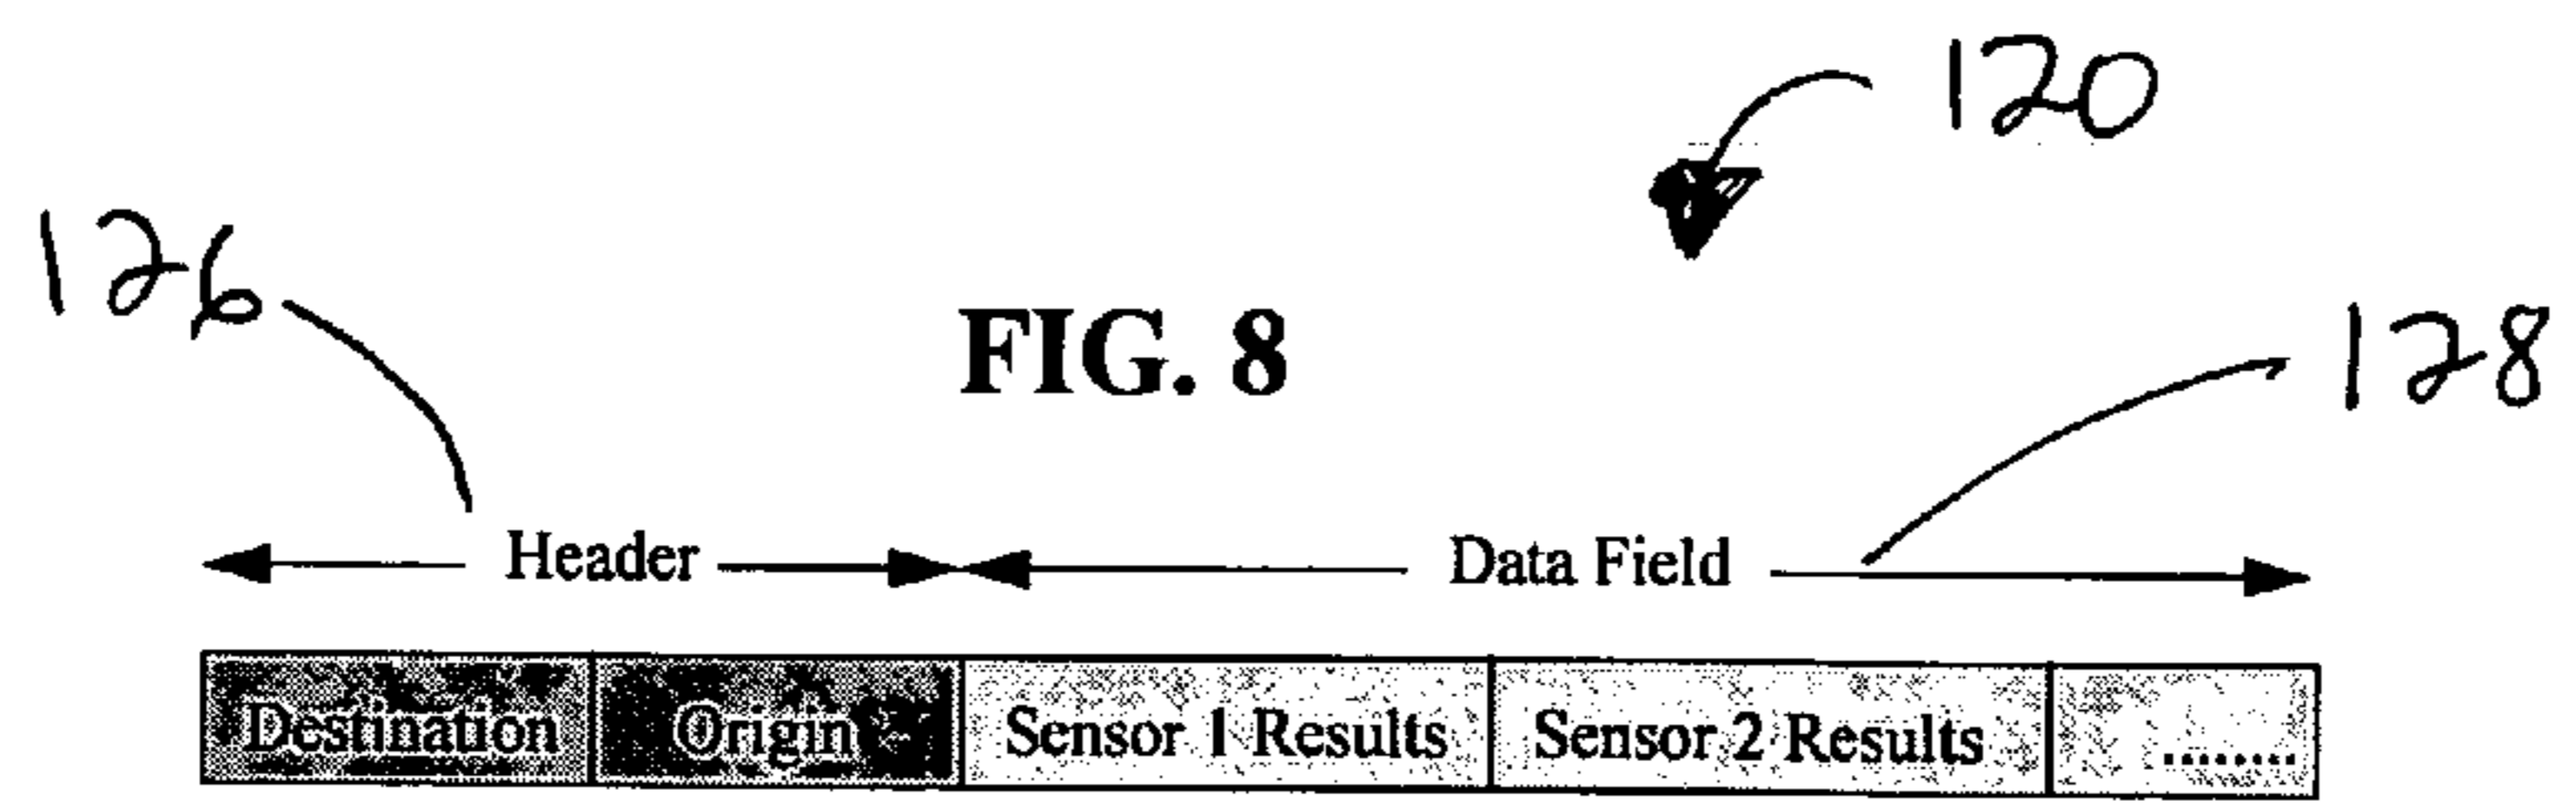 120
126
FIG. 8
128
Header Data Field
Destination Origin Sensor 1 Results Sensor 2 Results ........